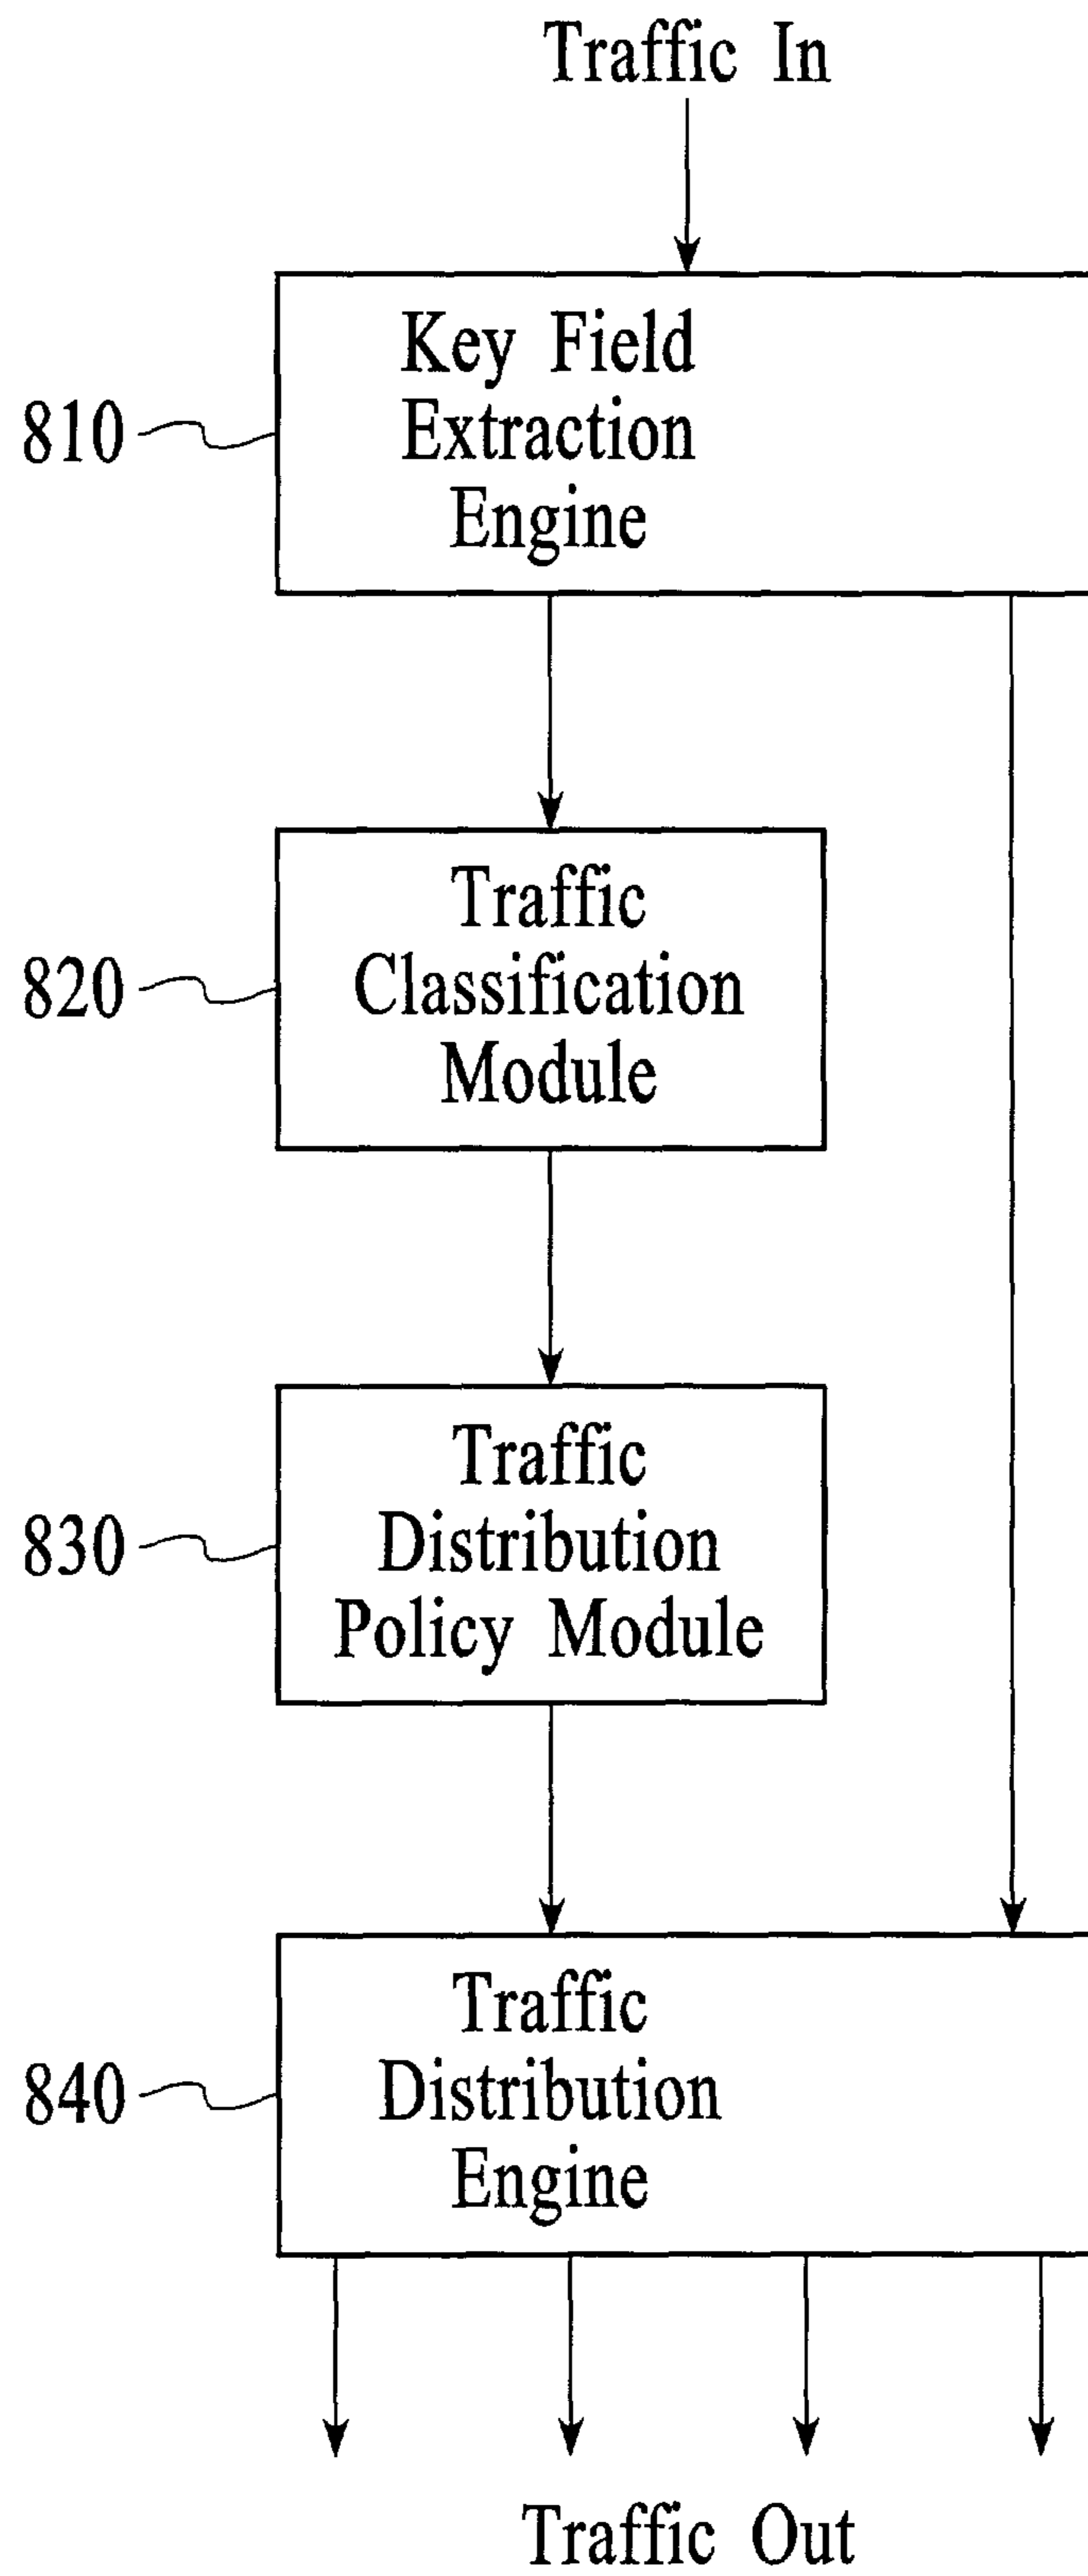 Traffic In
Key Field
Extraction
Engine
810
Traffic
Classification
Module
820
Traffic
Distribution
Policy Module
830
Traffic
Distribution
Engine
840
Traffic Out